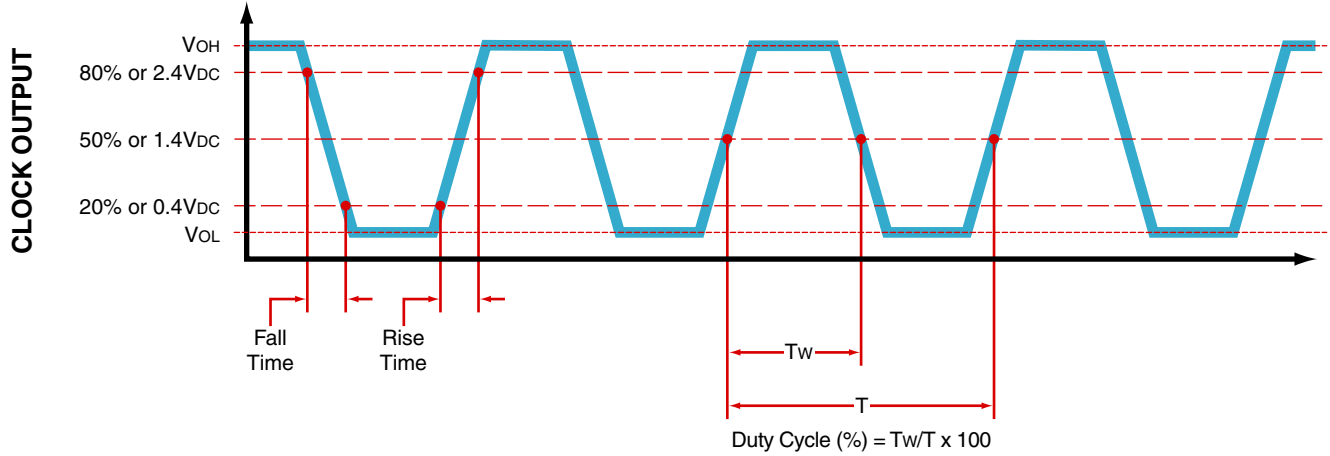 CLOCK OUTPUT
VOH
80% or 2.4VDC
50% or 1.4VDC
20% or 0.4VDC
VOL
Fall
Time
Rise
Time
TW
T
Duty Cycle (%) = TW/T x 100